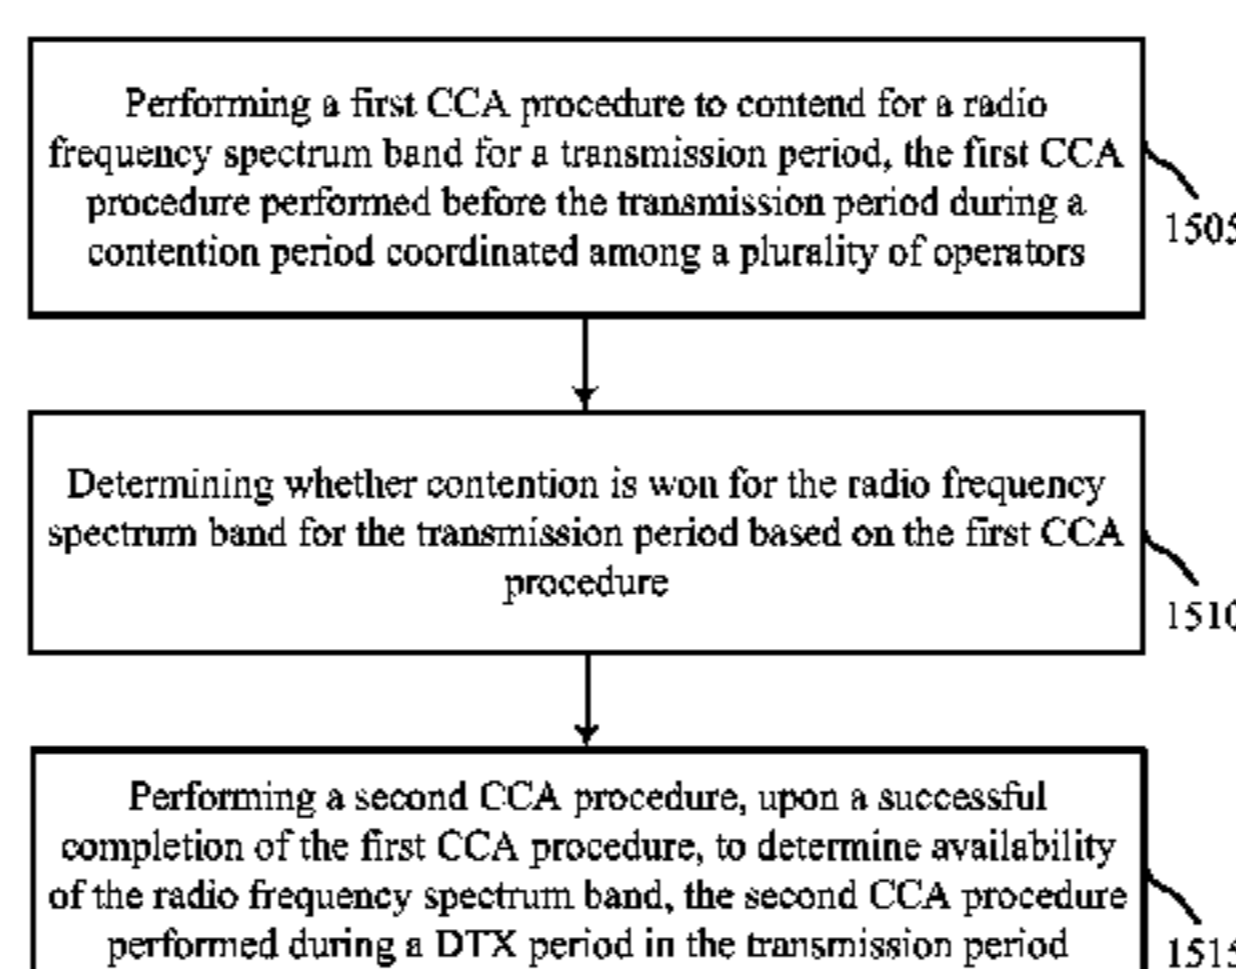 Performing a first CCA procedure to contend for a radio
frequency spectrum band for a transmission period, the first CCA
procedure performed before the transmission period during a
contention period coordinated among a plurality of operators
1505
Determining whether contention is won for the radio frequency
spectrum band for the transmission period based on the first CCA
procedure
1510
Performing a second CCA procedure, upon a successful
completion of the first CCA procedure, to determine availability
of the radio frequency spectrum band, the second CCA procedure
performed during a DTX period in the transmission period
1515